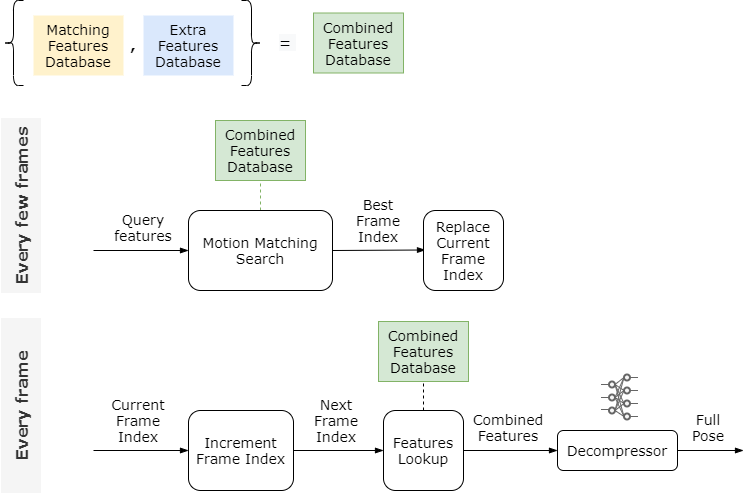 Matching
Features
Database
,
Extra
Features
Database
=
Combined
Features
Database
Every few frames
Combined
Features
Database
Query
features
Motion Matching
Search
Best
Frame
Index
Replace
Current
Frame
Index
Every frame
Combined
Features
Database
Current
Frame
Index
Increment
Frame Index
Next
Frame
Index
Features
Lookup
Combined
Features
Decompressor
Full
Pose